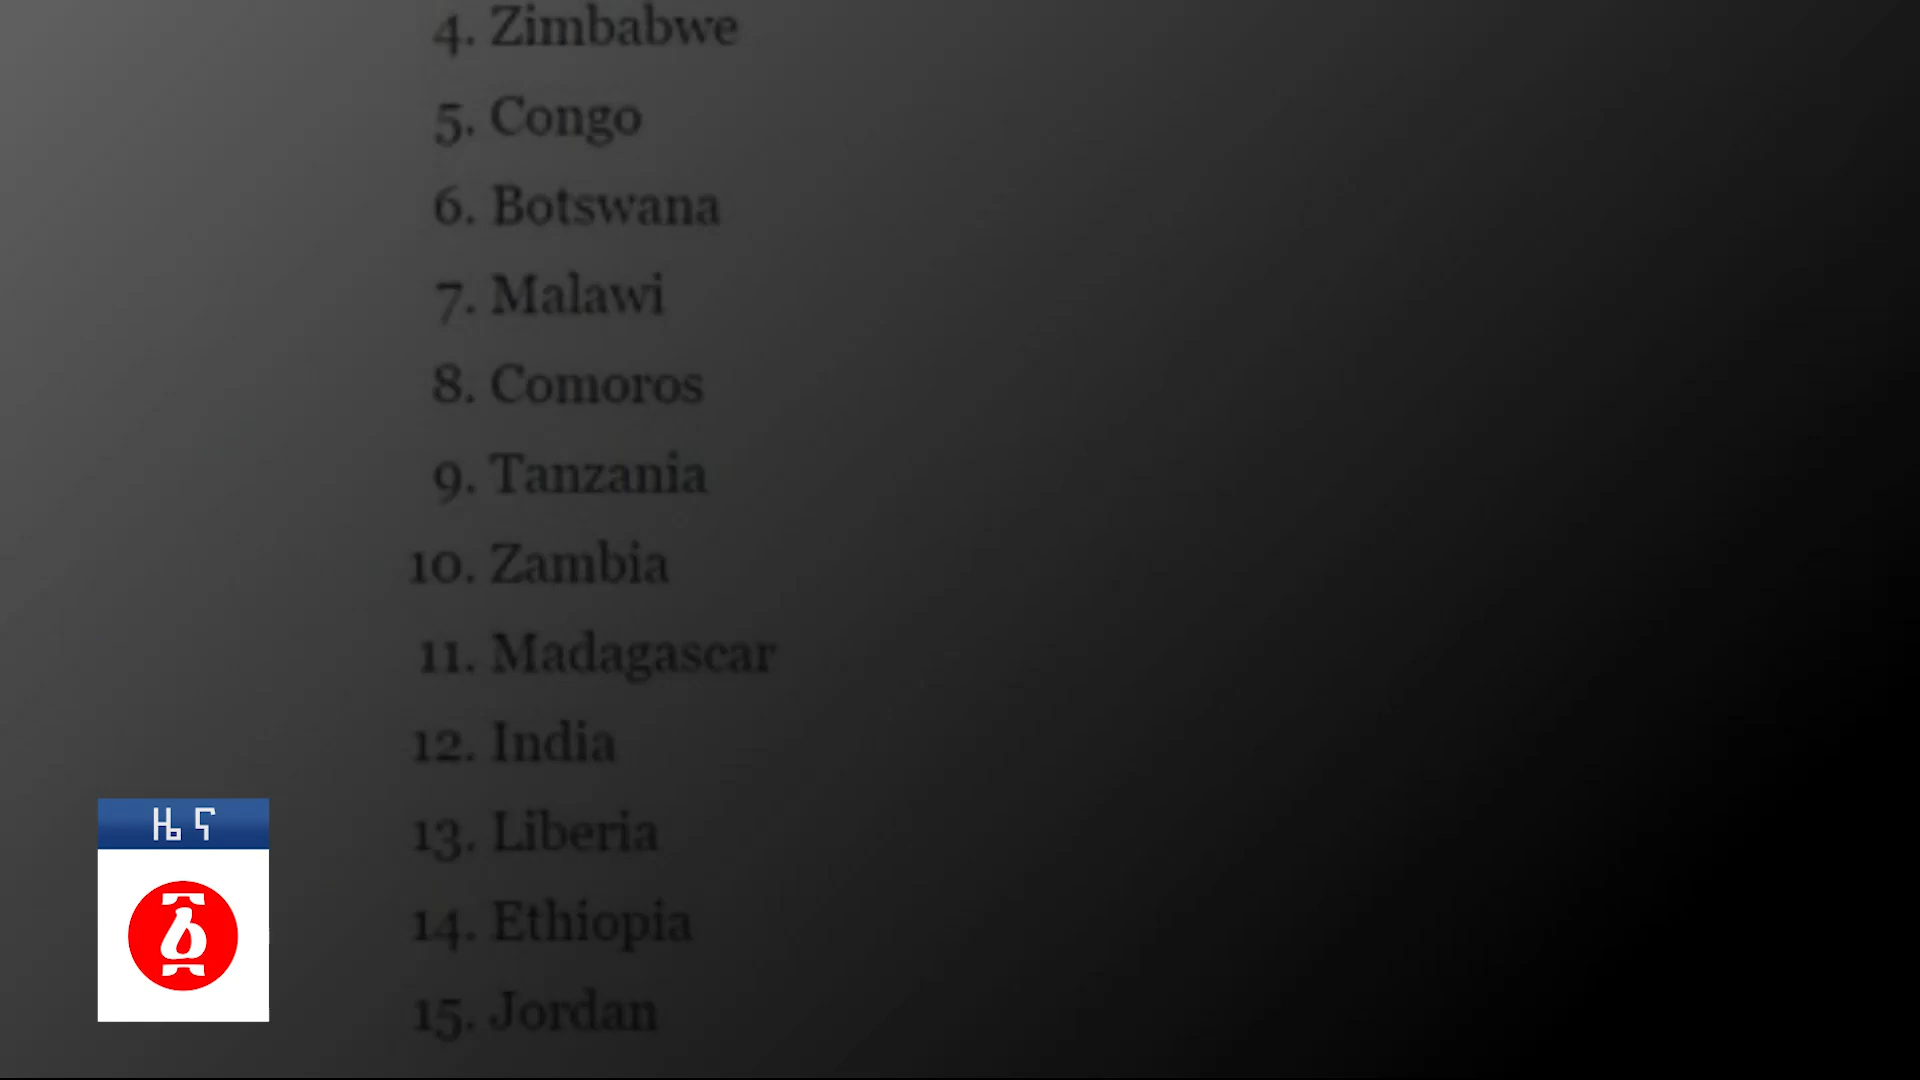 4. Zimbabwe
5. Congo
6. Botswana
7. Malawi
8. Comoros
9. Tanzania
10. Zambia
11. Madagascar
12. India
13. Liberia
14. Ethiopia
15. Jordan
ዜና